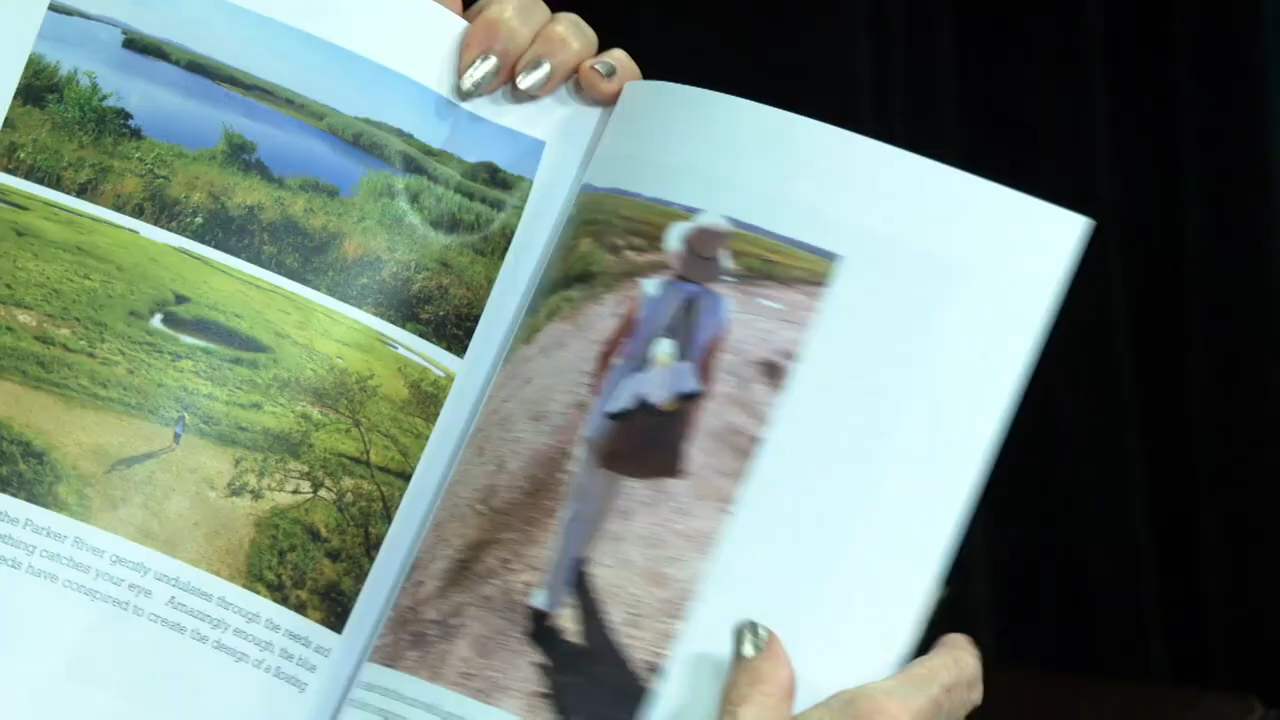 the Parker River gently undulates through the reeds and
ething catches your eye. Amazingly enough, the blue
eds have conspired to create the design of a floating